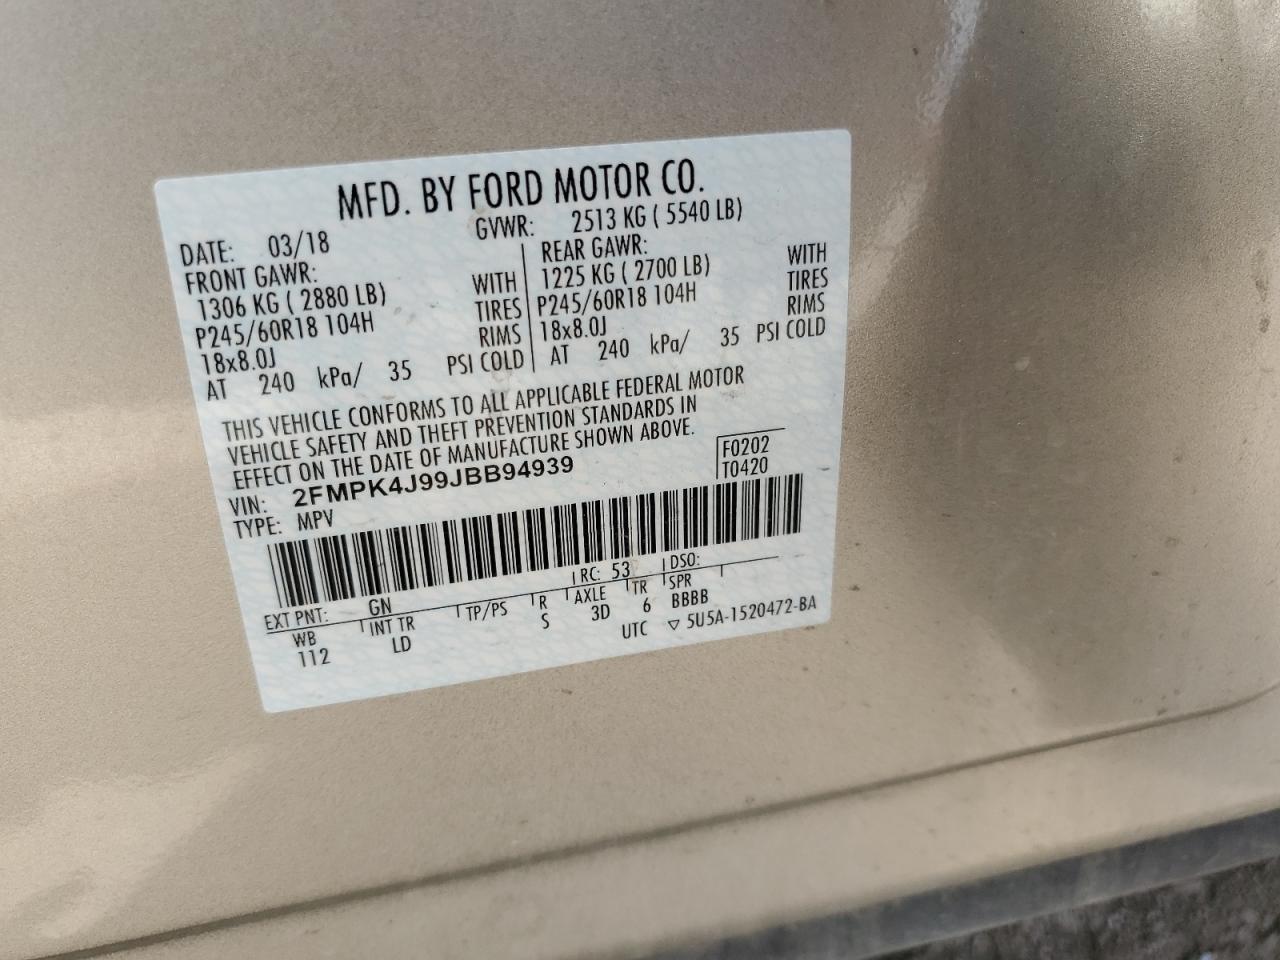 MFD. BY FORD MOTOR CO.
DATE: 03/18 GVWR: 2513 KG ( 5540 LB)
FRONT GAWR:
1306 KG ( 2880 LB) WITH
P245/60R18 104H TIRES
18x8.0J RIMS
AT 240 kPa/ 35 PSI COLD
REAR GAWR:
1225 KG ( 2700 LB) WITH
P245/60R18 104H TIRES
18x8.0J RIMS
AT 240 kPa/ 35 PSI COLD
THIS VEHICLE CONFORMS TO ALL APPLICABLE FEDERAL MOTOR
VEHICLE SAFETY AND THEFT PREVENTION STANDARDS IN
EFFECT ON THE DATE OF MANUFACTURE SHOWN ABOVE.
VIN: 2FMPK4J99JBB94939
TYPE: MPV
F0202
T0420
EXT PNT: GN RC: 53 DSO:
WB INT TR TP/PS R AXLE TR SPR
112 LD S 3D 6 BBBB
UTC ▽ 5U5A-1520472-BA